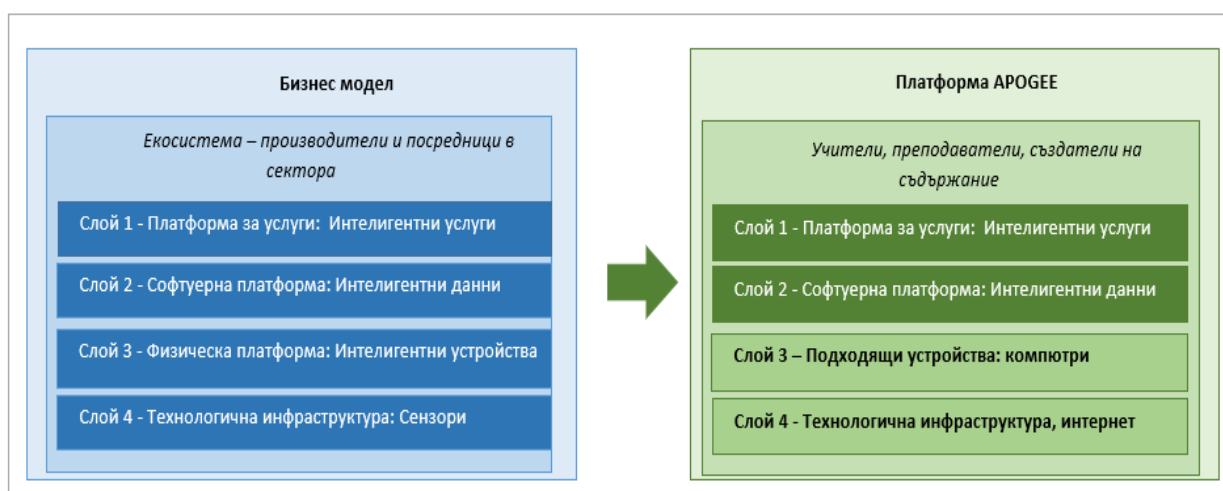 Бизнес модел
Екосистема – производители и посредници в
сектора
Слой 1 - Платформа за услуги: Интелигентни услуги
Слой 2 - Софтуерна платформа: Интелигентни данни
Слой 3 - Физическа платформа: Интелигентни устройства
Слой 4 - Технологична инфраструктура: Сензори
Платформа APOGEE
Учители, преподаватели, създатели на
съдържание
Слой 1 - Платформа за услуги: Интелигентни услуги
Слой 2 - Софтуерна платформа: Интелигентни данни
Слой 3 – Подходящи устройства: компютри
Слой 4 - Технологична инфраструктура, интернет